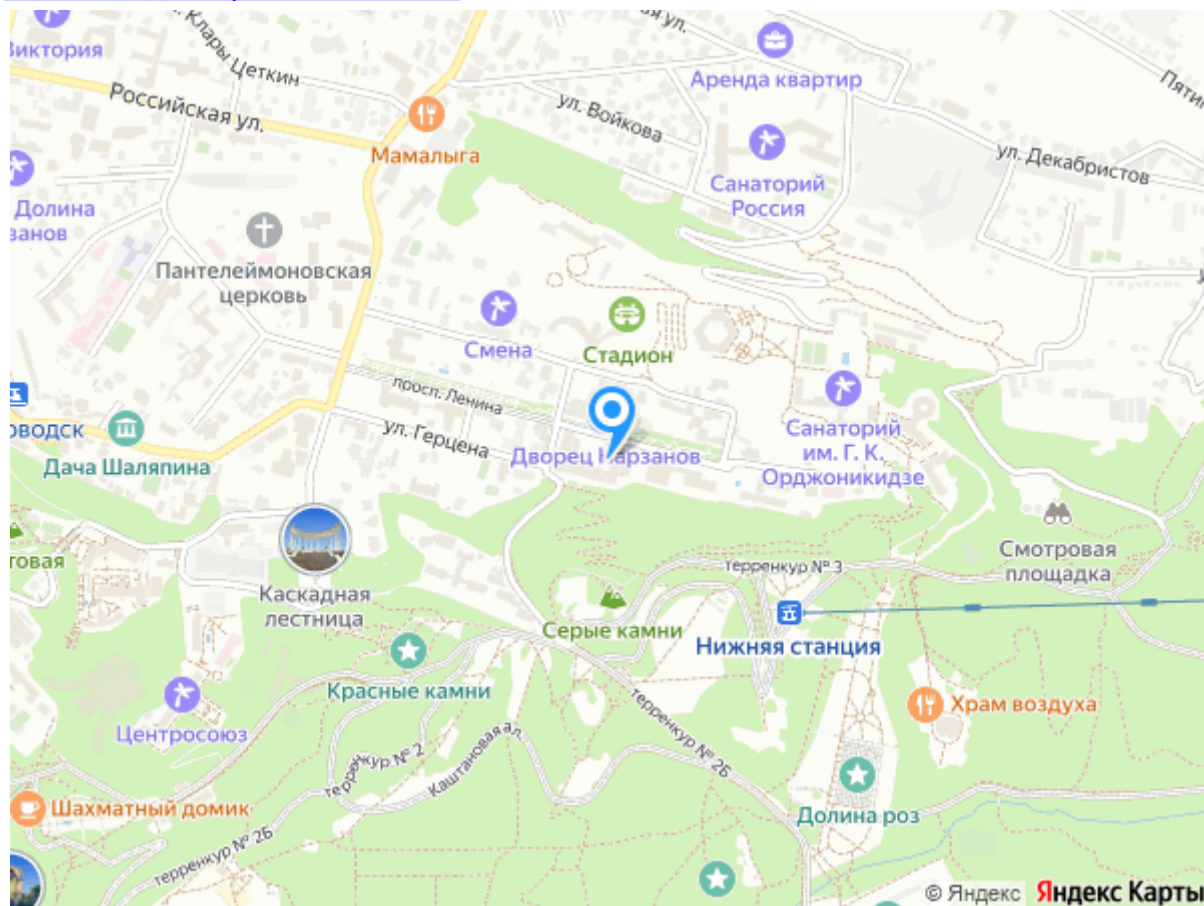 Виктория
Клары Цеткин
Российская ул.
Мамалыга
ая ул.
Аренда квартир
ул. Войкова
ул. Декабристов
Санаторий
Россия
Долина
Пантелеймоновская
церковь
Смена
Стадион
просп. Ленина
ул. Герцена
Дворец Нарзанов
Санаторий
им. Г. К.
Орджоникидзе
оводск
Дача Шаляпина
Смотровая
площадка
терренкур № 3
Каскадная
лестница
Серые камни
Нижняя станция
Красные камни
Храм воздуха
Центросоюз
терренкур № 2
Каштановая ал.
терренкур № 2Б
Шахматный домик
терренкур № 2Б
Долина роз
© Яндекс Яндекс Карты